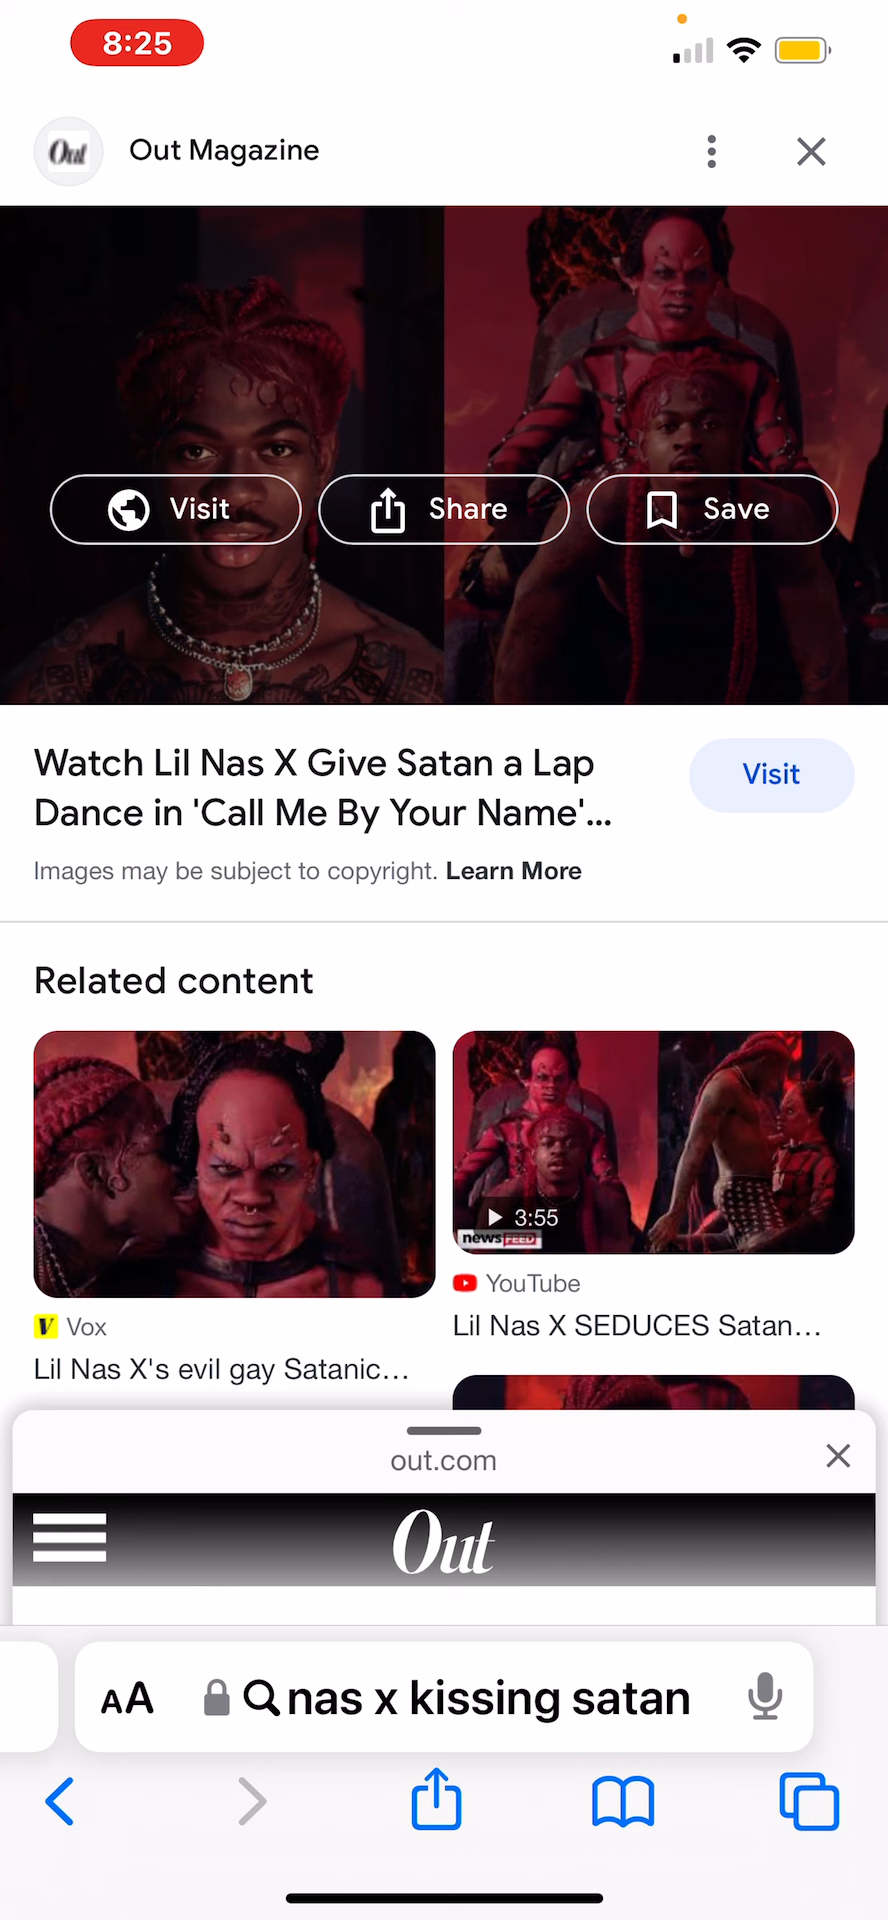 8:25
Out
Out Magazine
Visit
Share
Save
Watch Lil Nas X Give Satan a Lap
Dance in 'Call Me By Your Name'...
Visit
Images may be subject to copyright. Learn More
Related content
3:55
news FEED
YouTube
Lil Nas X SEDUCES Satan...
V Vox
Lil Nas X's evil gay Satanic...
out.com
Out
AA nas x kissing satan